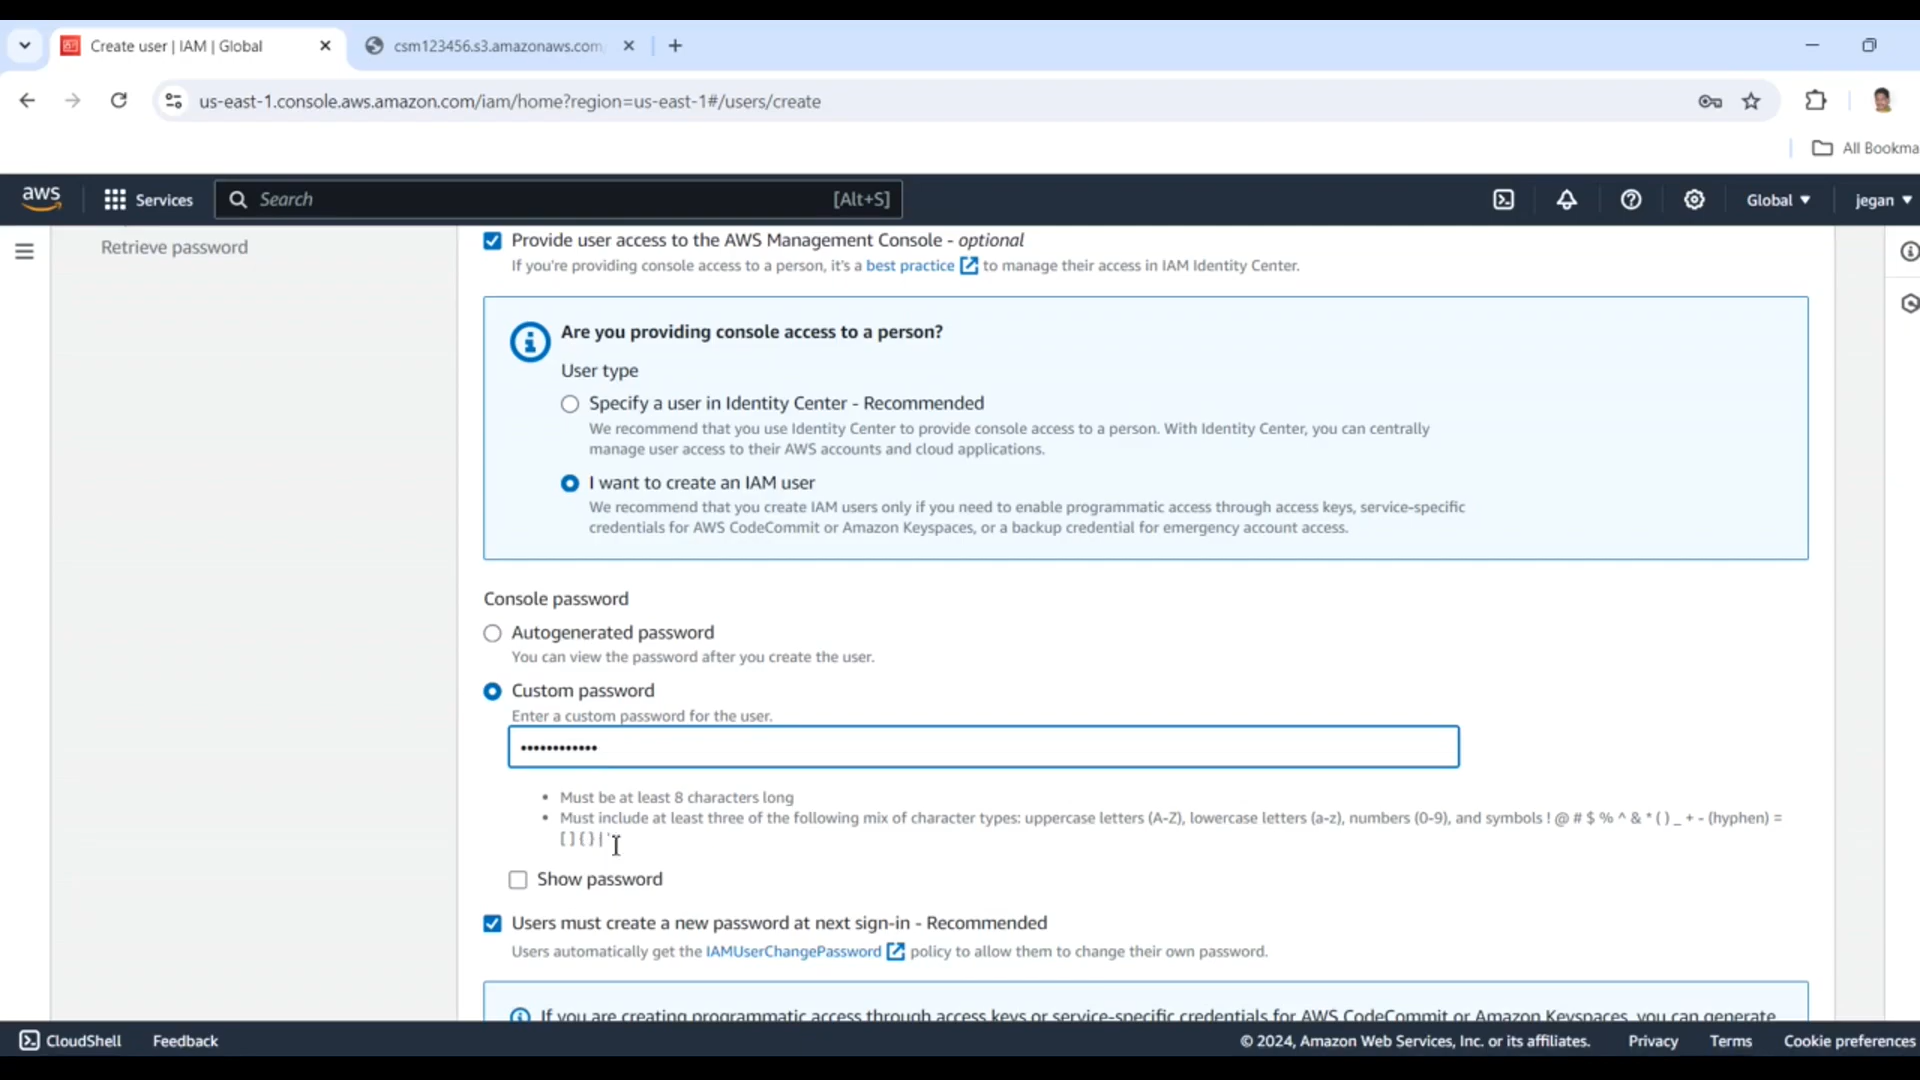 Create user | IAM | Global
csm123456.s3.amazonaws.com/
us-east-1.console.aws.amazon.com/iam/home?region=us-east-1#/users/create
All Bookma
aws
Services
Search
[Alt+S]
Global
jegan
Retrieve password
Provide user access to the AWS Management Console - optional
If you're providing console access to a person, it's a best practice to manage their access in IAM Identity Center.
Are you providing console access to a person?
User type
Specify a user in Identity Center - Recommended
We recommend that you use Identity Center to provide console access to a person. With Identity Center, you can centrally
manage user access to their AWS accounts and cloud applications.
I want to create an IAM user
We recommend that you create IAM users only if you need to enable programmatic access through access keys, service-specific
credentials for AWS CodeCommit or Amazon Keyspaces, or a backup credential for emergency account access.
Console password
Autogenerated password
You can view the password after you create the user.
Custom password
Enter a custom password for the user.
••••••••••••
• Must be at least 8 characters long
• Must include at least three of the following mix of character types: uppercase letters (A-Z), lowercase letters (a-z), numbers (0-9), and symbols ! @ # $ % ^ & * ( ) _ + - (hyphen) =
[ ] { } | '
Show password
Users must create a new password at next sign-in - Recommended
Users automatically get the IAMUserChangePassword policy to allow them to change their own password.
If you are creating programmatic access through access keys or service-specific credentials for AWS CodeCommit or Amazon Keyspaces, you can generate
CloudShell
Feedback
© 2024, Amazon Web Services, Inc. or its affiliates.
Privacy
Terms
Cookie preferences